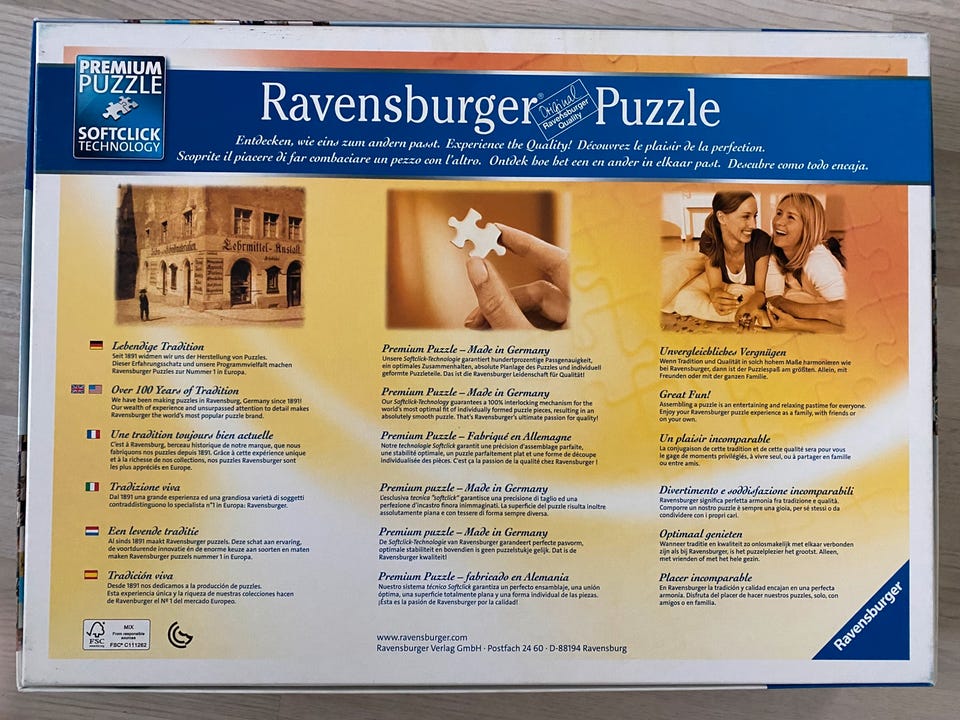 PREMIUM
PUZZLE
SOFTCLICK
TECHNOLOGY
Ravensburger® Puzzle
Original
Ravensburger
Quality
Entdecken, wie eins zum andern passt. Experience the Quality! Découvrez le plaisir de la perfection.
Scoprite il piacere di far combaciare un pezzo con l'altro. Ontdek hoe het een en ander in elkaar past. Descubre como todo encaja.
Lehrmittel-Anstalt
Lebendige Tradition
Seit 1891 widmen wir uns der Herstellung von Puzzles.
Dieser Erfahrungsschatz und unsere Programmvielfalt machen
Ravensburger Puzzles zur Nummer 1 in Europa.
Over 100 Years of Tradition
We have been making puzzles in Ravensburg, Germany since 1891!
Our wealth of experience and unsurpassed attention to detail makes
Ravensburger the world's most popular puzzle brand.
Une tradition toujours bien actuelle
C'est à Ravensburg, berceau historique de notre marque, que nous
fabriquons nos puzzles depuis 1891. Grâce à cette expérience unique
et à la richesse de nos collections, nos puzzles Ravensburger sont
les plus appréciés en Europe.
Tradizione viva
Dal 1891 una grande esperienza ed una grandiosa varietà di soggetti
contraddistinguono lo specialista n°1 in Europa: Ravensburger.
Een levende traditie
Al sinds 1891 maakt Ravensburger puzzels. Deze schat aan ervaring,
de voortdurende innovatie én de enorme keuze aan soorten en maten
maken Ravensburger puzzels nummer 1 in Europa.
Tradición viva
Desde 1891 nos dedicamos a la producción de puzzles.
Esta experiencia única y la riqueza de nuestras colecciones hacen
de Ravenburger el Nº1 del mercado Europeo.
Premium Puzzle – Made in Germany
Unsere Softclick-Technologie garantiert hundertprozentige Passgenauigkeit,
ein optimales Zusammenhalten, absolute Planlage des Puzzles und individuell
geformte Puzzleteile. Das ist die Ravensburger Leidenschaft für Qualität!
Premium Puzzle – Made in Germany
Our Softclick Technology guarantees a 100% interlocking mechanism for the
world's most optimal fit of individually formed puzzle pieces, resulting in an
absolutely smooth puzzle. That's Ravensburger's ultimate passion for quality!
Premium Puzzle – Fabriqué en Allemagne
Notre technologie Softclick garantit une précision d'assemblage parfaite,
une stabilité optimale, un puzzle parfaitement plat et une forme de découpe
individualisée des pièces. C'est ça la passion de la qualité chez Ravensburger !
Premium puzzle – Made in Germany
L'esclusiva tecnica "softclick" garantisce una precisione di taglio ed una
perfezione d'incastro finora inimmaginati. La superficie del puzzle risulta inoltre
assolutamente piana e con tessere di forma sempre diversa.
Premium Puzzle – Made in Germany
De Softclick-Technologie van Ravensburger garandeert perfecte pasvorm,
optimale stabiliteit en bovendien is geen puzzelstukje gelijk. Dat is de
Ravensburger kwaliteit!
Premium Puzzle – fabricado en Alemania
Nuestro sistema técnico Softclick garantiza un perfecto ensamblaje, una unión
óptima, una superficie totalmente plana y una forma individual de las piezas.
¡Esta es la pasión de Ravensburger por la calidad!
Unvergleichliches Vergnügen
Wenn Tradition und Qualität in solch hohem Maße harmonieren wie
bei Ravensburger, dann ist der Puzzlespaß am größten. Allein, mit
Freunden oder mit der ganzen Familie.
Great Fun!
Assembling a puzzle is an entertaining and relaxing pastime for everyone.
Enjoy your Ravensburger puzzle experience as a family, with friends or
on your own.
Un plaisir incomparable
La conjugaison de cette tradition et de cette qualité sera pour vous
le gage de moments privilégiés, à vivre seul, ou à partager en famille
ou entre amis.
Divertimento e soddisfazione incomparabili
Ravensburger significa perfetta armonia fra tradizione e qualità.
Comporre un nostro puzzle è sempre una gioia, per sé stessi o da
condividere con i propri cari.
Optimaal genieten
Wanneer traditie en kwaliteit zo onlosmakelijk met elkaar verbonden
zijn als bij Ravensburger, is het puzzelplezier het grootst. Alleen,
met vrienden of met het hele gezin.
Placer incomparable
En Ravensburger la tradición y calidad encajan en una perfecta
armonía. Disfruta del placer de hacer nuestros puzzles, solo, con
amigos o en familia.
FSC
MIX
From responsible
sources
FSC® C111262
www.ravensburger.com
Ravensburger Verlag GmbH · Postfach 24 60 · D-88194 Ravensburg
Ravensburger